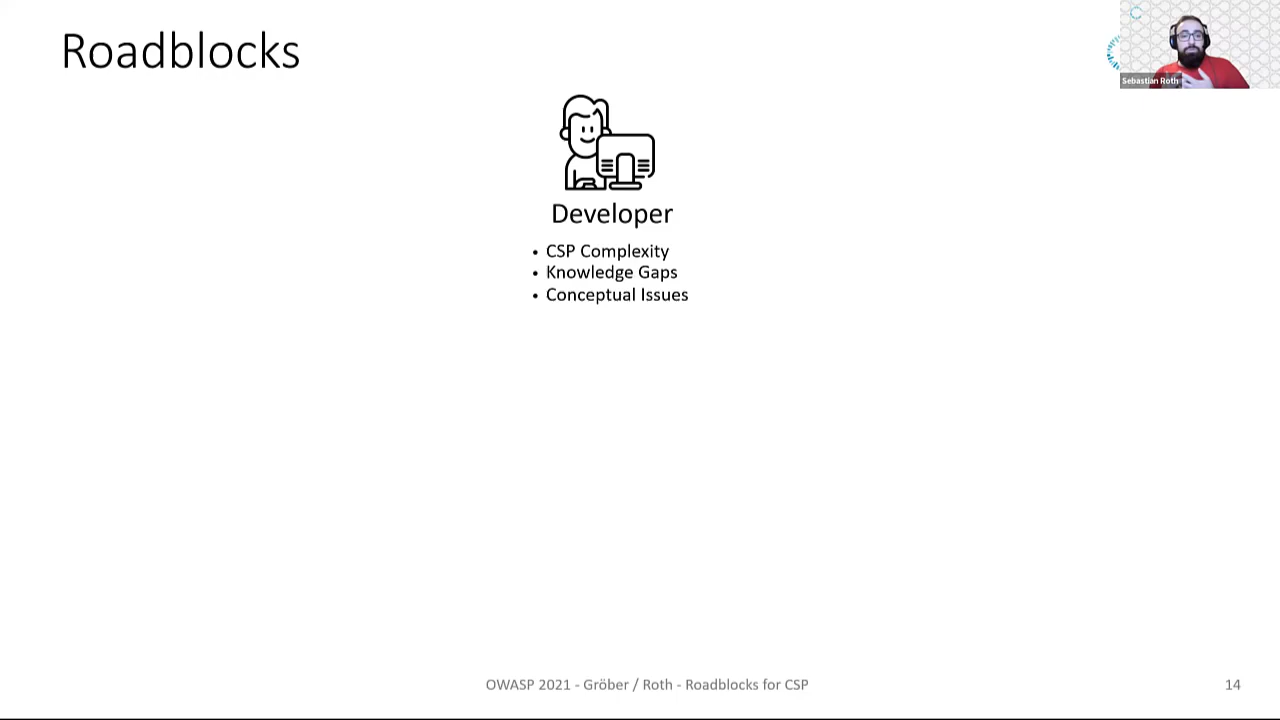 Roadblocks
Sebastian Roth
Developer
• CSP Complexity
• Knowledge Gaps
• Conceptual Issues
OWASP 2021 - Gröber / Roth - Roadblocks for CSP
14